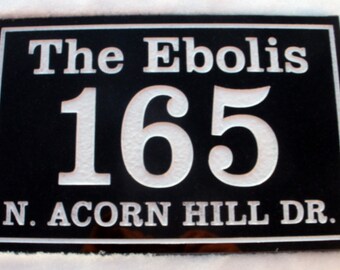 The Ebolis
165
N. ACORN HILL DR.